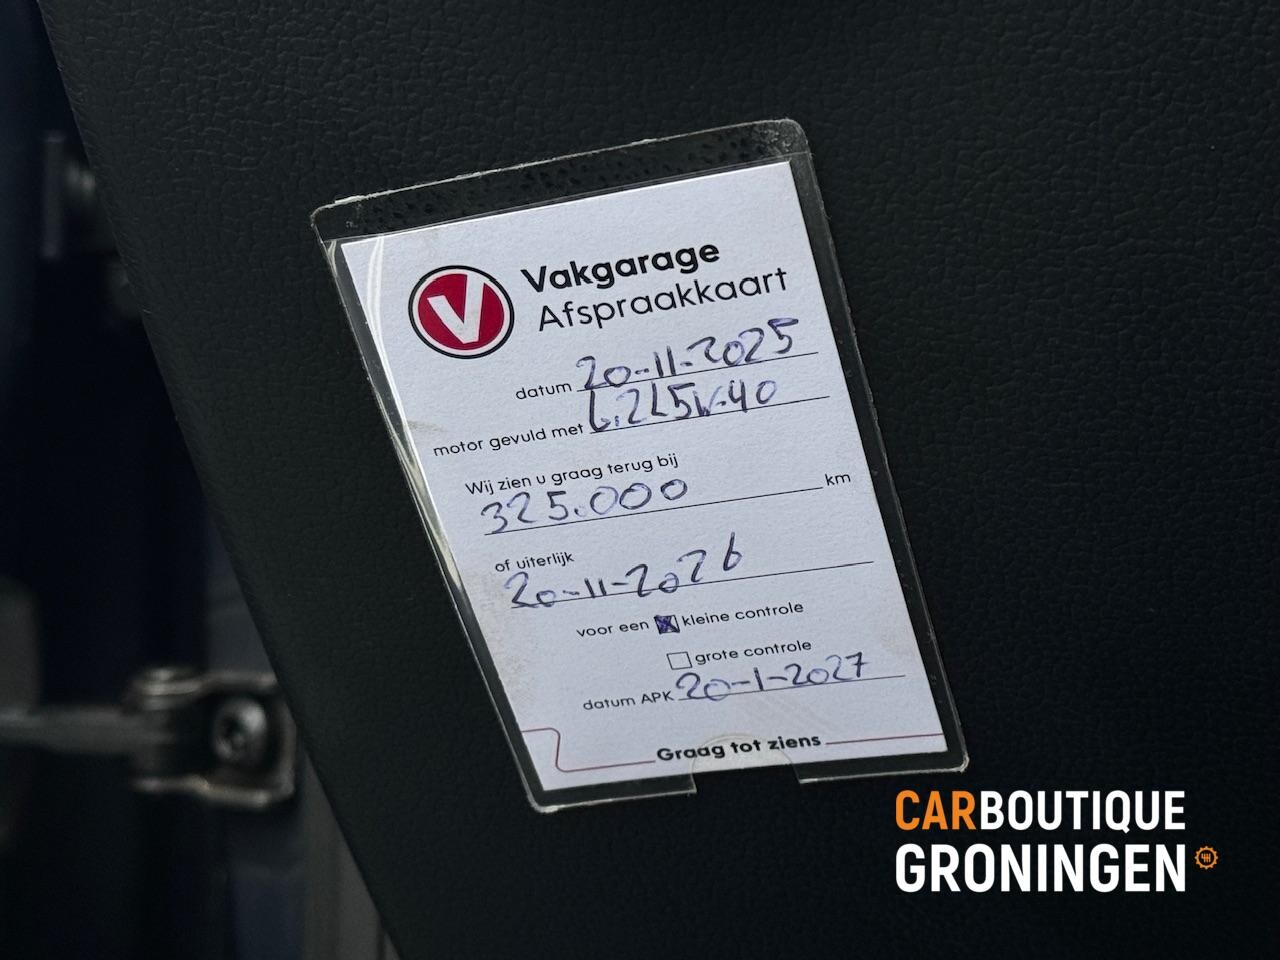 V
Vakgarage
Afspraakkaart
datum 20-11-2025
motor gevuld met 6.2L5W-40
Wij zien u graag terug bij
325.000 km
of uiterlijk
20-11-2026
voor een kleine controle
grote controle
datum APK 20-1-2027
Graag tot ziens
CARBOUTIQUE
GRONINGEN